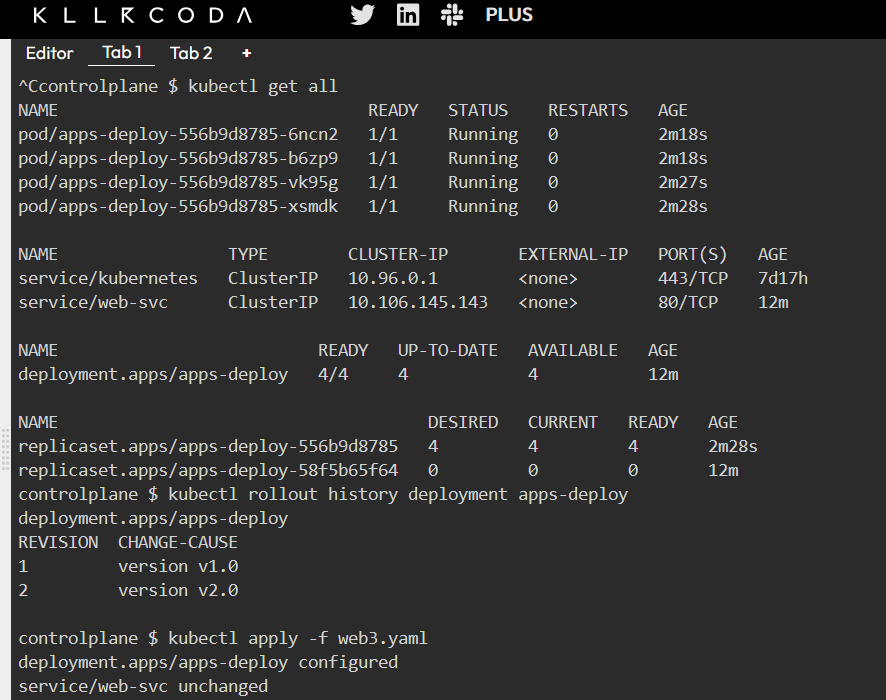 KLLRCODA PLUS
Editor Tab 1 Tab 2 +
^Ccontrolplane $ kubectl get all
NAME READY STATUS RESTARTS AGE
pod/apps-deploy-556b9d8785-6ncn2 1/1 Running 0 2m18s
pod/apps-deploy-556b9d8785-b6zp9 1/1 Running 0 2m18s
pod/apps-deploy-556b9d8785-vk95g 1/1 Running 0 2m27s
pod/apps-deploy-556b9d8785-xsmdk 1/1 Running 0 2m28s
NAME TYPE CLUSTER-IP EXTERNAL-IP PORT(S) AGE
service/kubernetes ClusterIP 10.96.0.1 <none> 443/TCP 7d17h
service/web-svc ClusterIP 10.106.145.143 <none> 80/TCP 12m
NAME READY UP-TO-DATE AVAILABLE AGE
deployment.apps/apps-deploy 4/4 4 4 12m
NAME DESIRED CURRENT READY AGE
replicaset.apps/apps-deploy-556b9d8785 4 4 4 2m28s
replicaset.apps/apps-deploy-58f5b65f64 0 0 0 12m
controlplane $ kubectl rollout history deployment apps-deploy
deployment.apps/apps-deploy
REVISION CHANGE-CAUSE
1 version v1.0
2 version v2.0
controlplane $ kubectl apply -f web3.yaml
deployment.apps/apps-deploy configured
service/web-svc unchanged